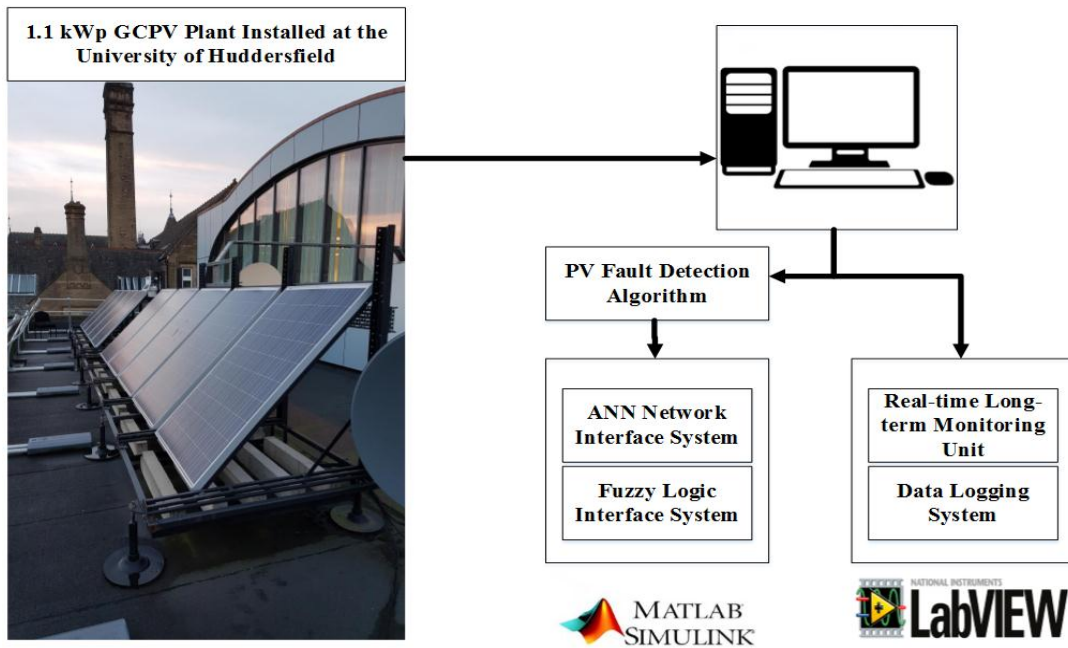 1.1 kWp GCPV Plant Installed at the
University of Huddersfield
PV Fault Detection
Algorithm
ANN Network
Interface System
Fuzzy Logic
Interface System
Real-time Long-
term Monitoring
Unit
Data Logging
System
MATLAB®
SIMULINK®
NATIONAL INSTRUMENTS
LabVIEW